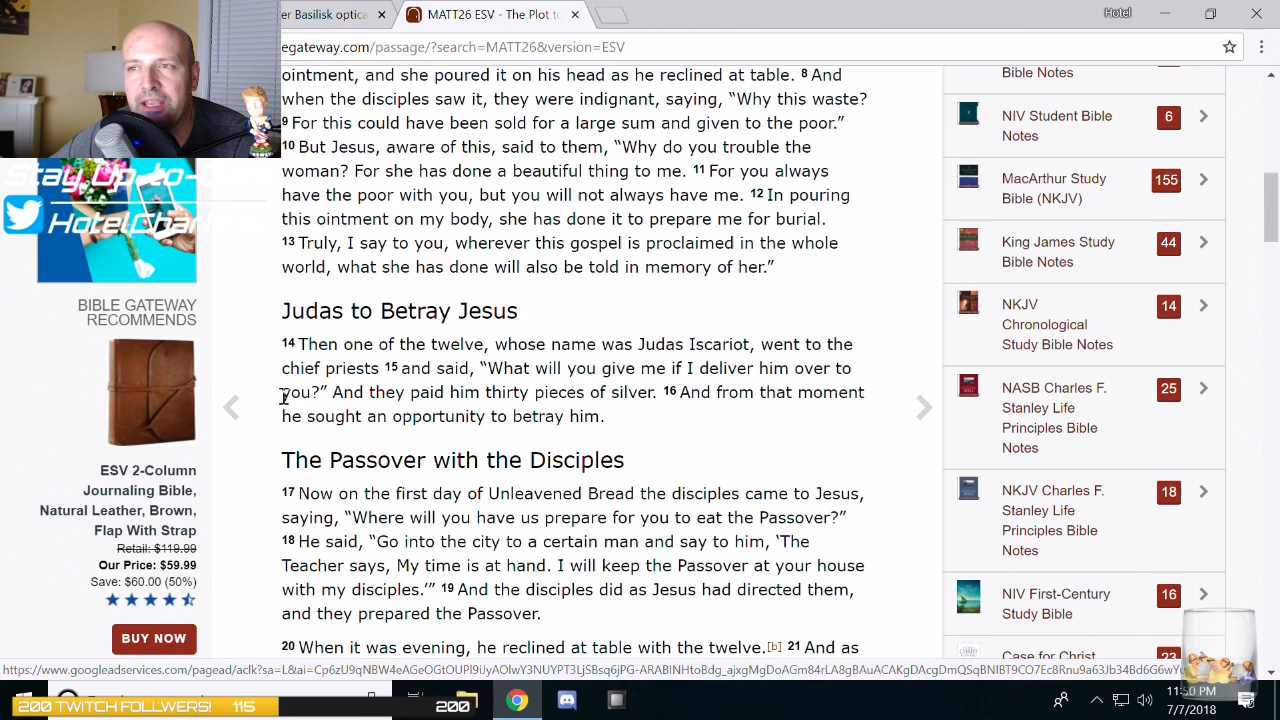 er Basilisk optica
MATT26 ESV - The Plot to
Hotel
egateway.com/passage/?search=MATT26&version=ESV
ointment, and she poured it on his head as he reclined at table. 8 And
when the disciples saw it, they were indignant, saying, “Why this waste?
9 For this could have been sold for a large sum and given to the poor.”
10 But Jesus, aware of this, said to them, “Why do you trouble the
woman? For she has done a beautiful thing to me. 11 For you always
have the poor with you, but you will not always have me. 12 In pouring
this ointment on my body, she has done it to prepare me for burial.
13 Truly, I say to you, wherever this gospel is proclaimed in the whole
world, what she has done will also be told in memory of her.”
Judas to Betray Jesus
14 Then one of the twelve, whose name was Judas Iscariot, went to the
chief priests 15 and said, “What will you give me if I deliver him over to
you?” And they paid him thirty pieces of silver. 16 And from that moment
he sought an opportunity to betray him.
The Passover with the Disciples
17 Now on the first day of Unleavened Bread the disciples came to Jesus,
saying, “Where will you have us prepare for you to eat the Passover?”
18 He said, “Go into the city to a certain man and say to him, ‘The
Teacher says, My time is at hand. I will keep the Passover at your house
with my disciples.’” 19 And the disciples did as Jesus had directed them,
and they prepared the Passover.
20 When it was evening, he reclined at table with the twelve.[b] 21 And as
Stay Up-to-
HotelChar
BIBLE GATEWAY
RECOMMENDS
ESV 2-Column
Journaling Bible,
Natural Leather, Brown,
Flap With Strap
Retail: $119.99
Our Price: $59.99
Save: $60.00 (50%)
BUY NOW
Bible Notes
NIV Student Bible
Notes
6
MacArthur Study
Bible (NKJV)
155
King James Study
Bible Notes
44
NKJV
Chronological
Study Bible Notes
14
NASB Charles F.
Stanley Life
Principles Bible
Notes
25
NKJV Charles F.
Stanley Life
Principles Bible
Notes
18
NIV First-Century
Study Bible
16
Case for Christ
23
200 TWITCH FOLLWERS!
115
200
11:50 PM
7/7/2018